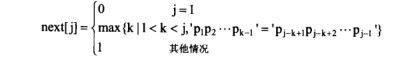 0 j=1
next[j]= max{k | 1<k<j,'p₁p₂⋯pₖ₋₁'='pⱼ₋ₖ₊₁pⱼ₋ₖ₊₂⋯pⱼ₋₁'}
1 其他情况